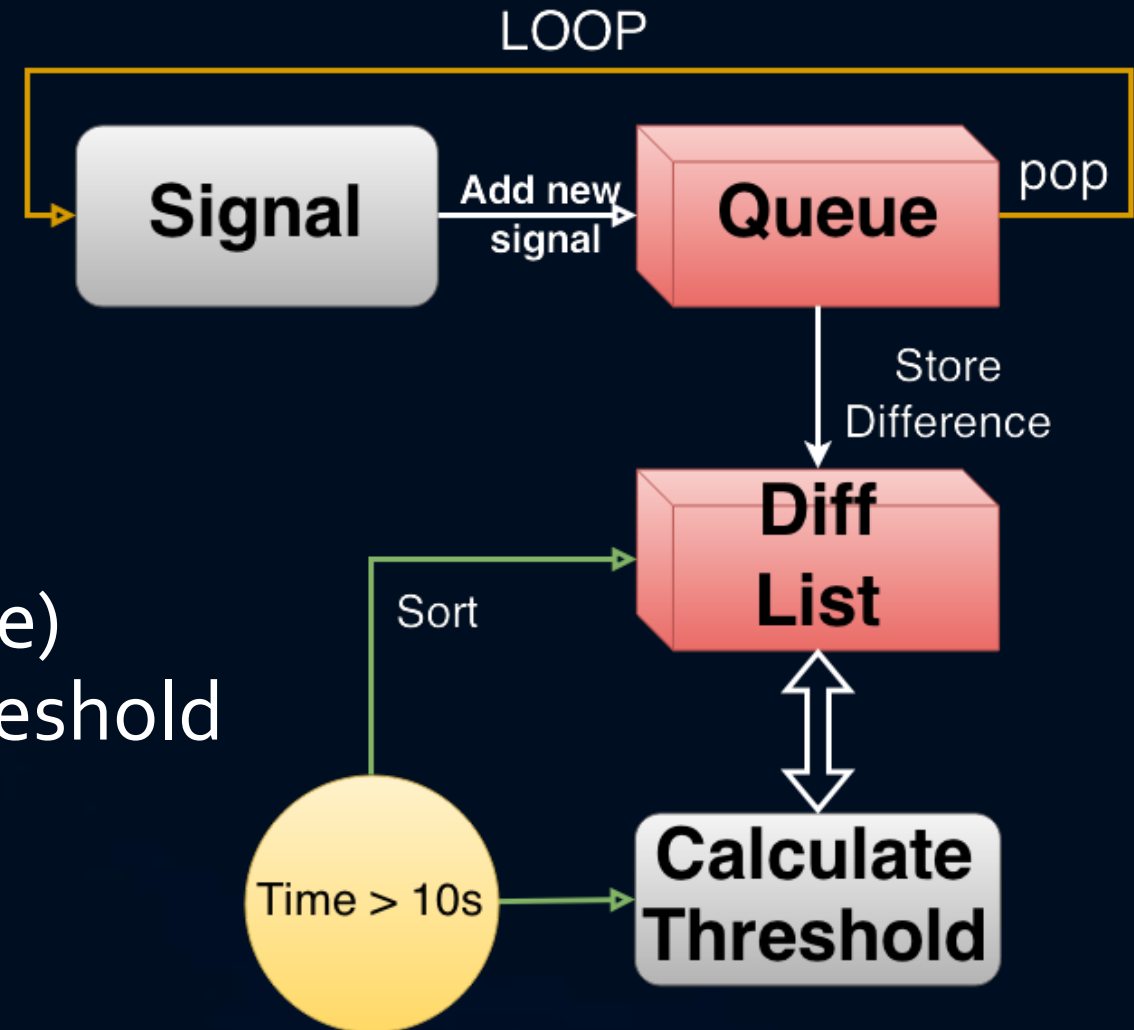 LOOP
Signal
Add new
signal
Queue
pop
Store
Difference
Diff
List
Sort
e)
eshold
Time > 10s
Calculate
Threshold